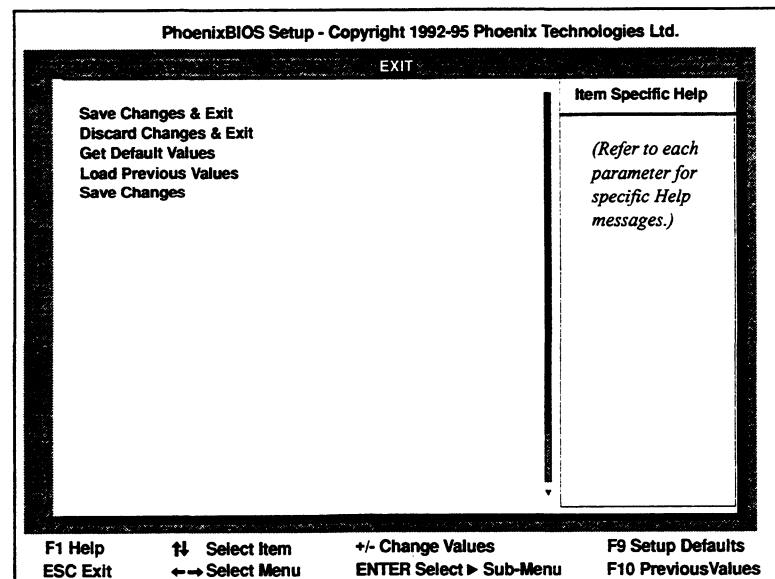 PhoenixBIOS Setup - Copyright 1992-95 Phoenix Technologies Ltd.
EXIT
Save Changes & Exit
Discard Changes & Exit
Get Default Values
Load Previous Values
Save Changes
Item Specific Help
(Refer to each
parameter for
specific Help
messages.)
F1 Help ↑↓ Select Item +/- Change Values F9 Setup Defaults
ESC Exit ←→ Select Menu ENTER Select ▶ Sub-Menu F10 PreviousValues